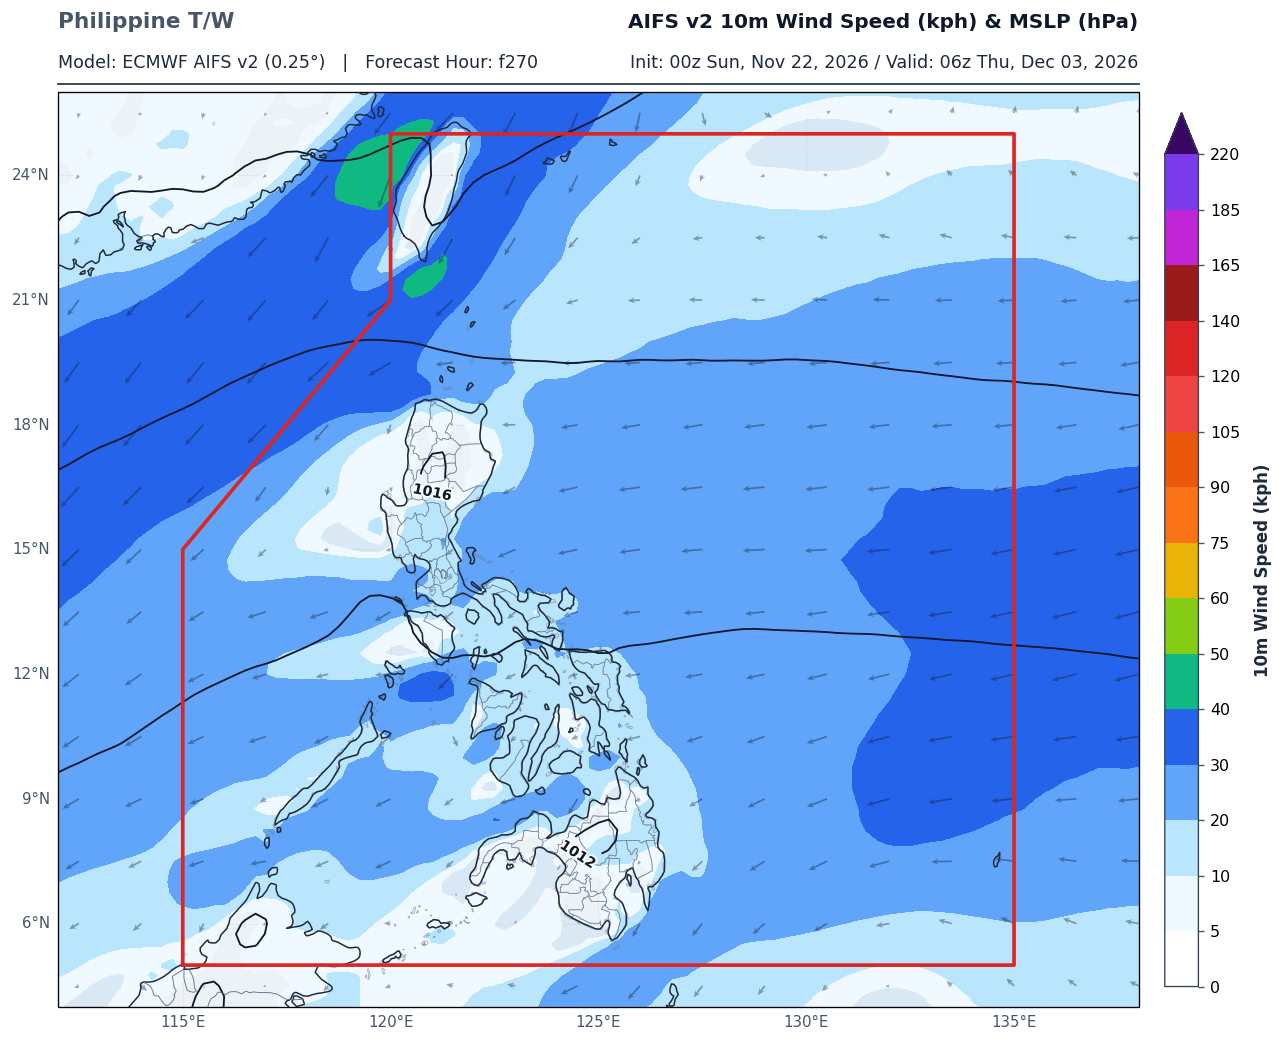 Philippine T/W
AIFS v2 10m Wind Speed (kph) & MSLP (hPa)
Model: ECMWF AIFS v2 (0.25°)   |   Forecast Hour: f270
Init: 00z Sun, Nov 22, 2026 / Valid: 06z Thu, Dec 03, 2026
24°N
21°N
18°N
15°N
12°N
9°N
6°N
1016
1012
115°E
120°E
125°E
130°E
135°E
220
185
165
140
120
105
90
75
60
50
40
30
20
10
5
0
10m Wind Speed (kph)